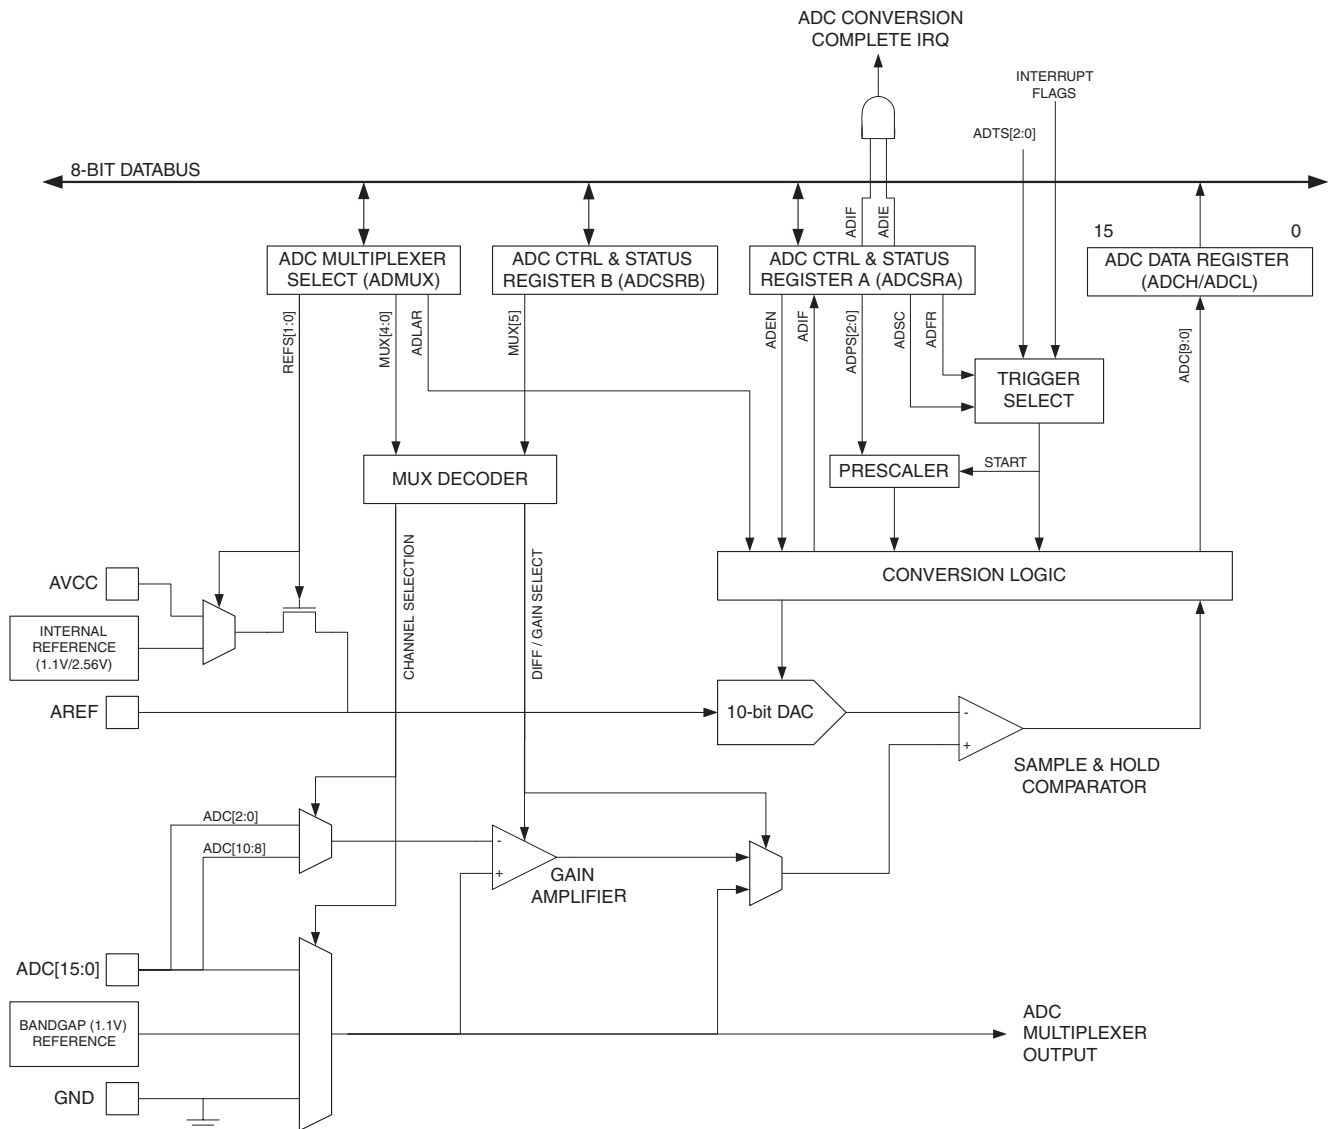 ADC CONVERSION
COMPLETE IRQ
INTERRUPT
FLAGS
ADTS[2:0]
8-BIT DATABUS
ADIF
ADIE
15
0
ADC MULTIPLEXER
SELECT (ADMUX)
ADC CTRL & STATUS
REGISTER B (ADCSRB)
ADC CTRL & STATUS
REGISTER A (ADCSRA)
ADC DATA REGISTER
(ADCH/ADCL)
REFS[1:0]
MUX[4:0]
ADLAR
MUX[5]
ADEN
ADIF
ADPS[2:0]
ADSC
ADFR
ADC[9:0]
TRIGGER
SELECT
MUX DECODER
PRESCALER
START
CHANNEL SELECTION
DIFF / GAIN SELECT
CONVERSION LOGIC
AVCC
INTERNAL
REFERENCE
(1.1V/2.56V)
AREF
10-bit DAC
-
+
SAMPLE & HOLD
COMPARATOR
ADC[2:0]
ADC[10:8]
-
+
GAIN
AMPLIFIER
ADC[15:0]
BANDGAP (1.1V)
REFERENCE
GND
ADC
MULTIPLEXER
OUTPUT